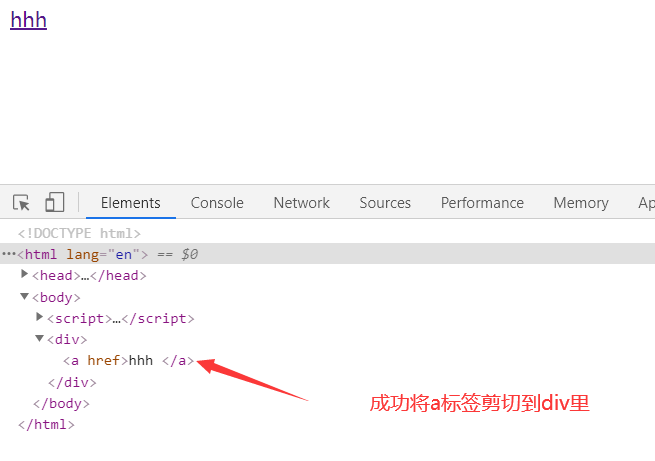 hhh
Elements Console Network Sources Performance Memory Ap
<!DOCTYPE html>
<html lang="en"> == $0
<head>…</head>
<body>
<script>…</script>
<div>
<a href>hhh </a>
</div>
成功将a标签剪切到div里
</body>
</html>